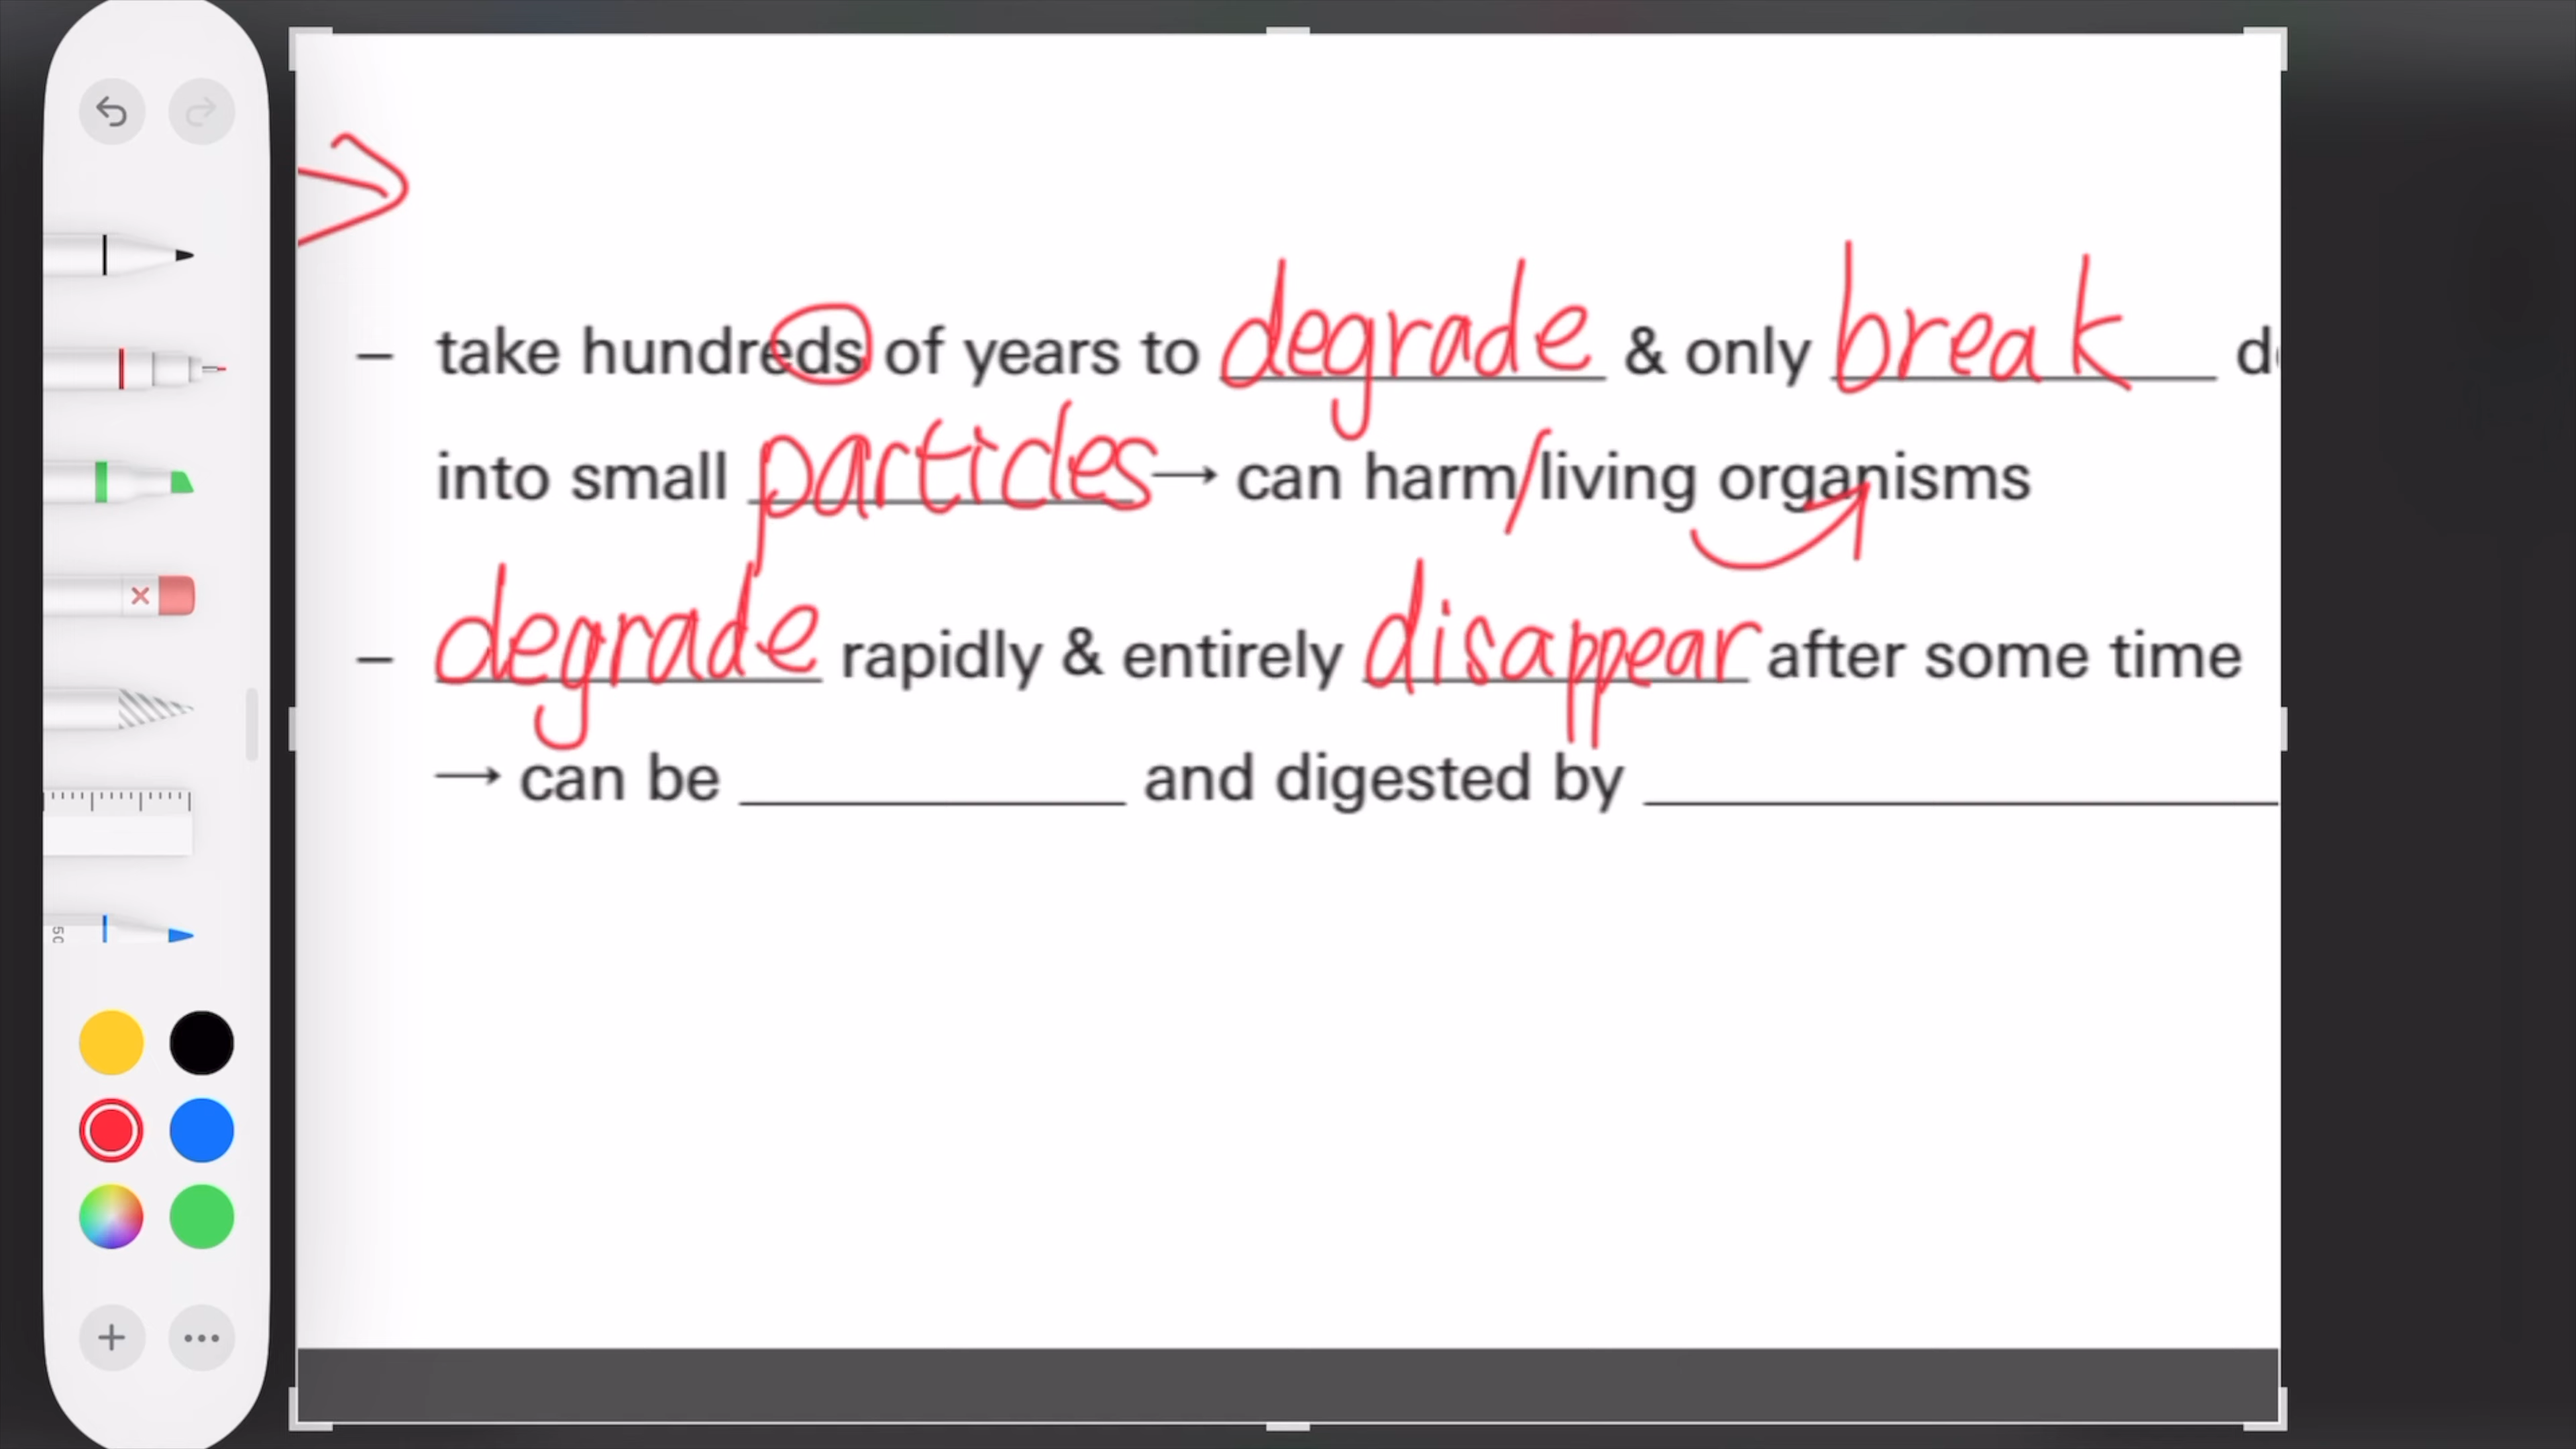 – take hundreds of years to degrade & only break
into small particles → can harm/living organisms
– degrade rapidly & entirely disappear after some time
→ can be and digested by
50